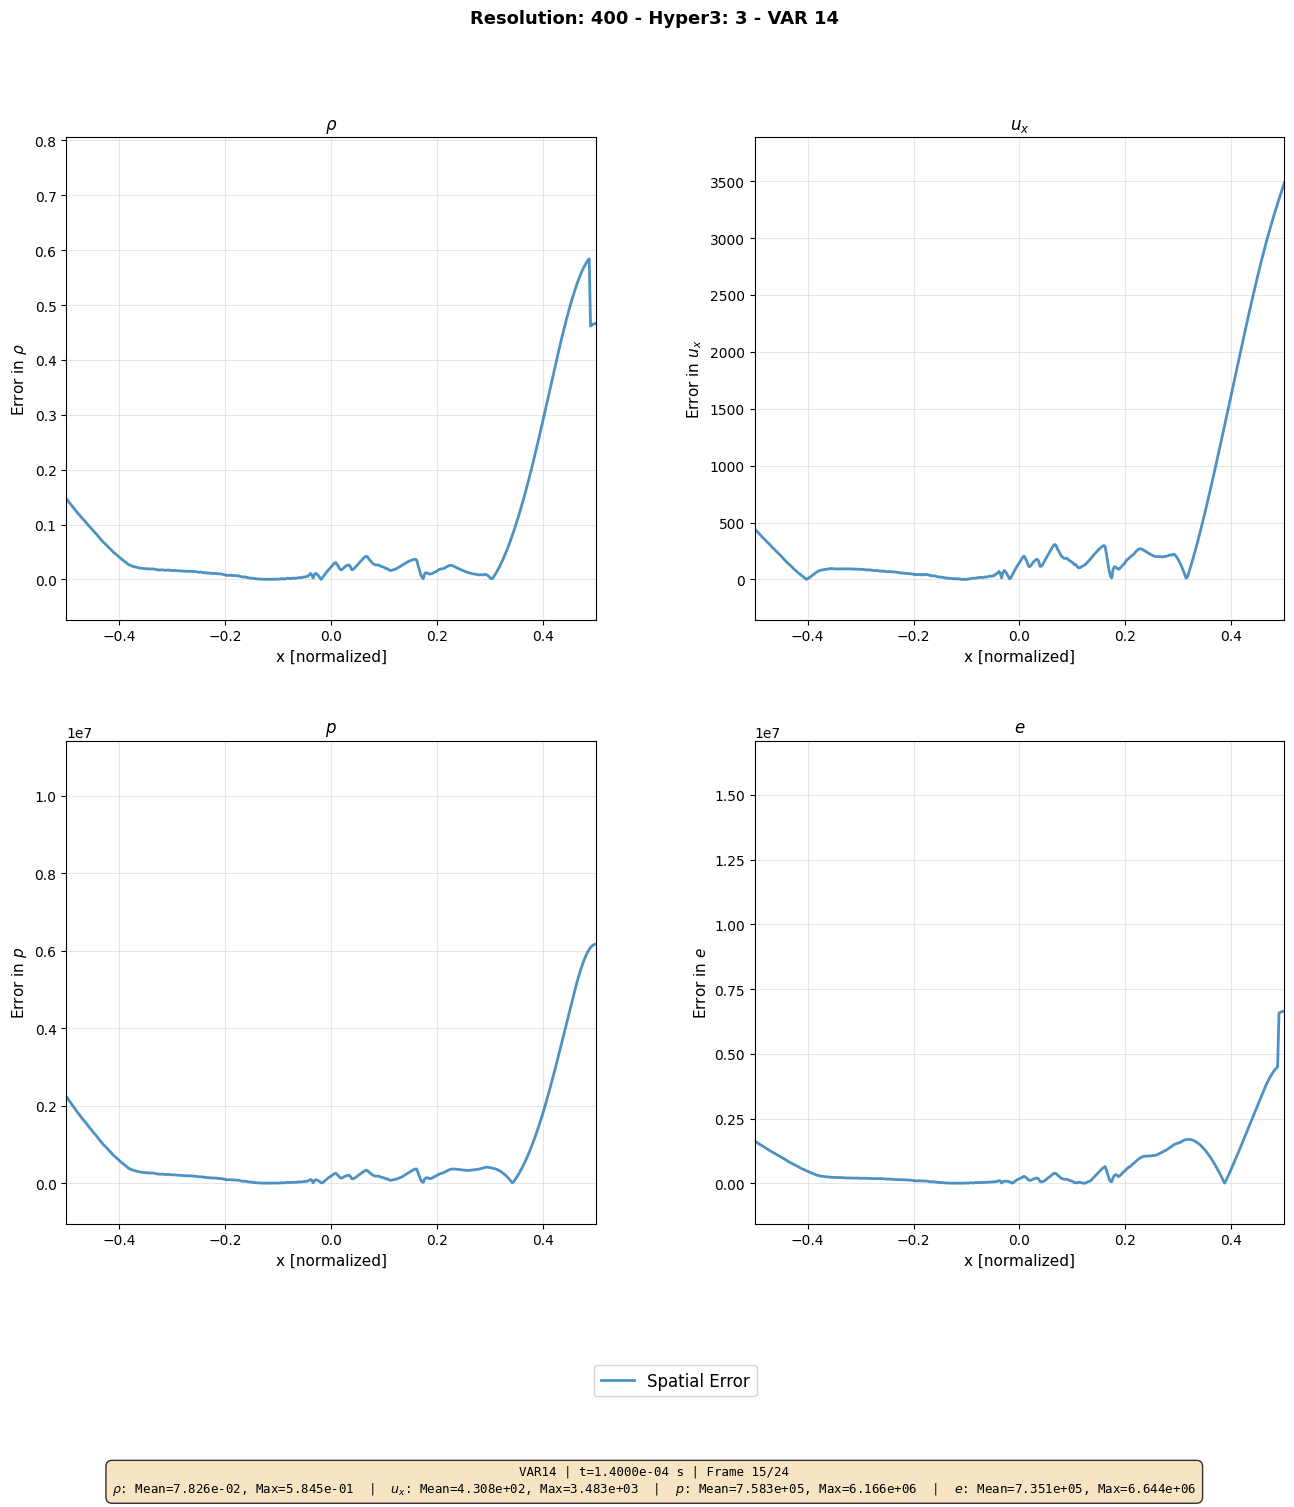 Resolution: 400 - Hyper3: 3 - VAR 14
ρ
0.8
0.7
0.6
0.5
0.4
0.3
0.2
0.1
0.0
Error in ρ
−0.4 −0.2 0.0 0.2 0.4
x [normalized]
u_x
3500
3000
2500
2000
1500
1000
500
0
Error in u_x
−0.4 −0.2 0.0 0.2 0.4
x [normalized]
p
1e7
1.0
0.8
0.6
0.4
0.2
0.0
Error in p
−0.4 −0.2 0.0 0.2 0.4
x [normalized]
e
1e7
1.50
1.25
1.00
0.75
0.50
0.25
0.00
Error in e
−0.4 −0.2 0.0 0.2 0.4
x [normalized]
Spatial Error
VAR14 | t=1.4000e-04 s | Frame 15/24
ρ: Mean=7.826e-02, Max=5.845e-01 | u_x: Mean=4.308e+02, Max=3.483e+03 | p: Mean=7.583e+05, Max=6.166e+06 | e: Mean=7.351e+05, Max=6.644e+06